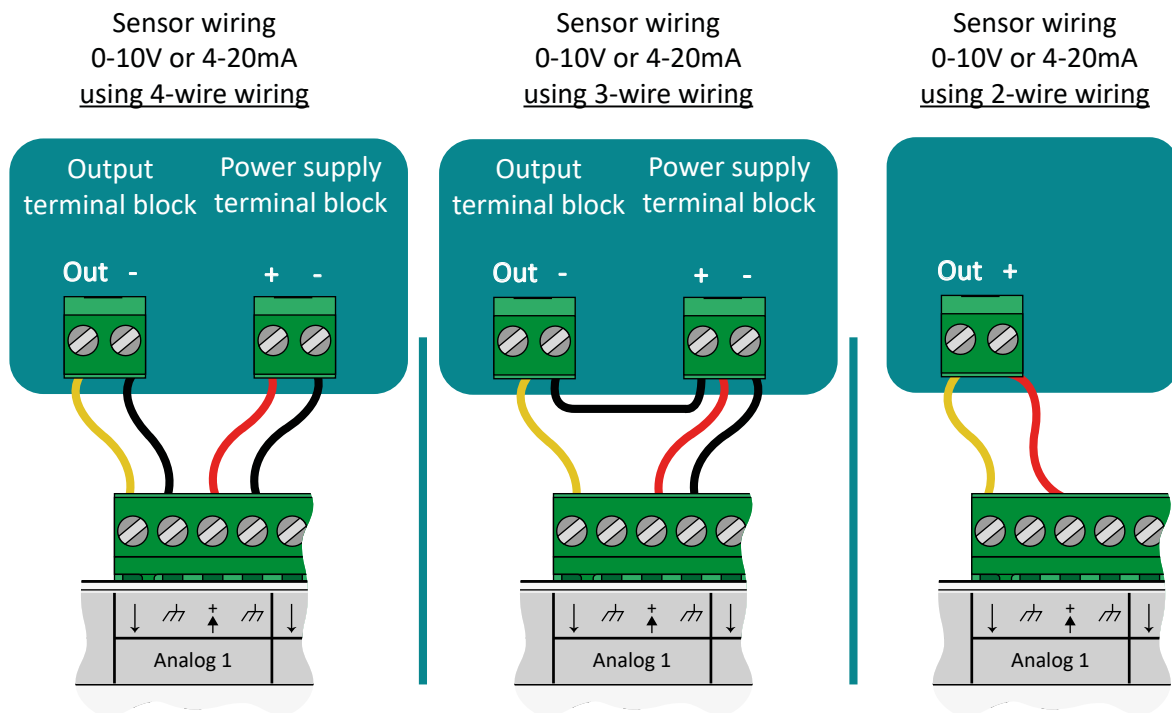 Sensor wiring
0-10V or 4-20mA
using 4-wire wiring
Output
terminal block
Power supply
terminal block
Out -
+ -
+
Analog 1
Sensor wiring
0-10V or 4-20mA
using 3-wire wiring
Output
terminal block
Power supply
terminal block
Out -
+ -
+
Analog 1
Sensor wiring
0-10V or 4-20mA
using 2-wire wiring
Out +
+
Analog 1